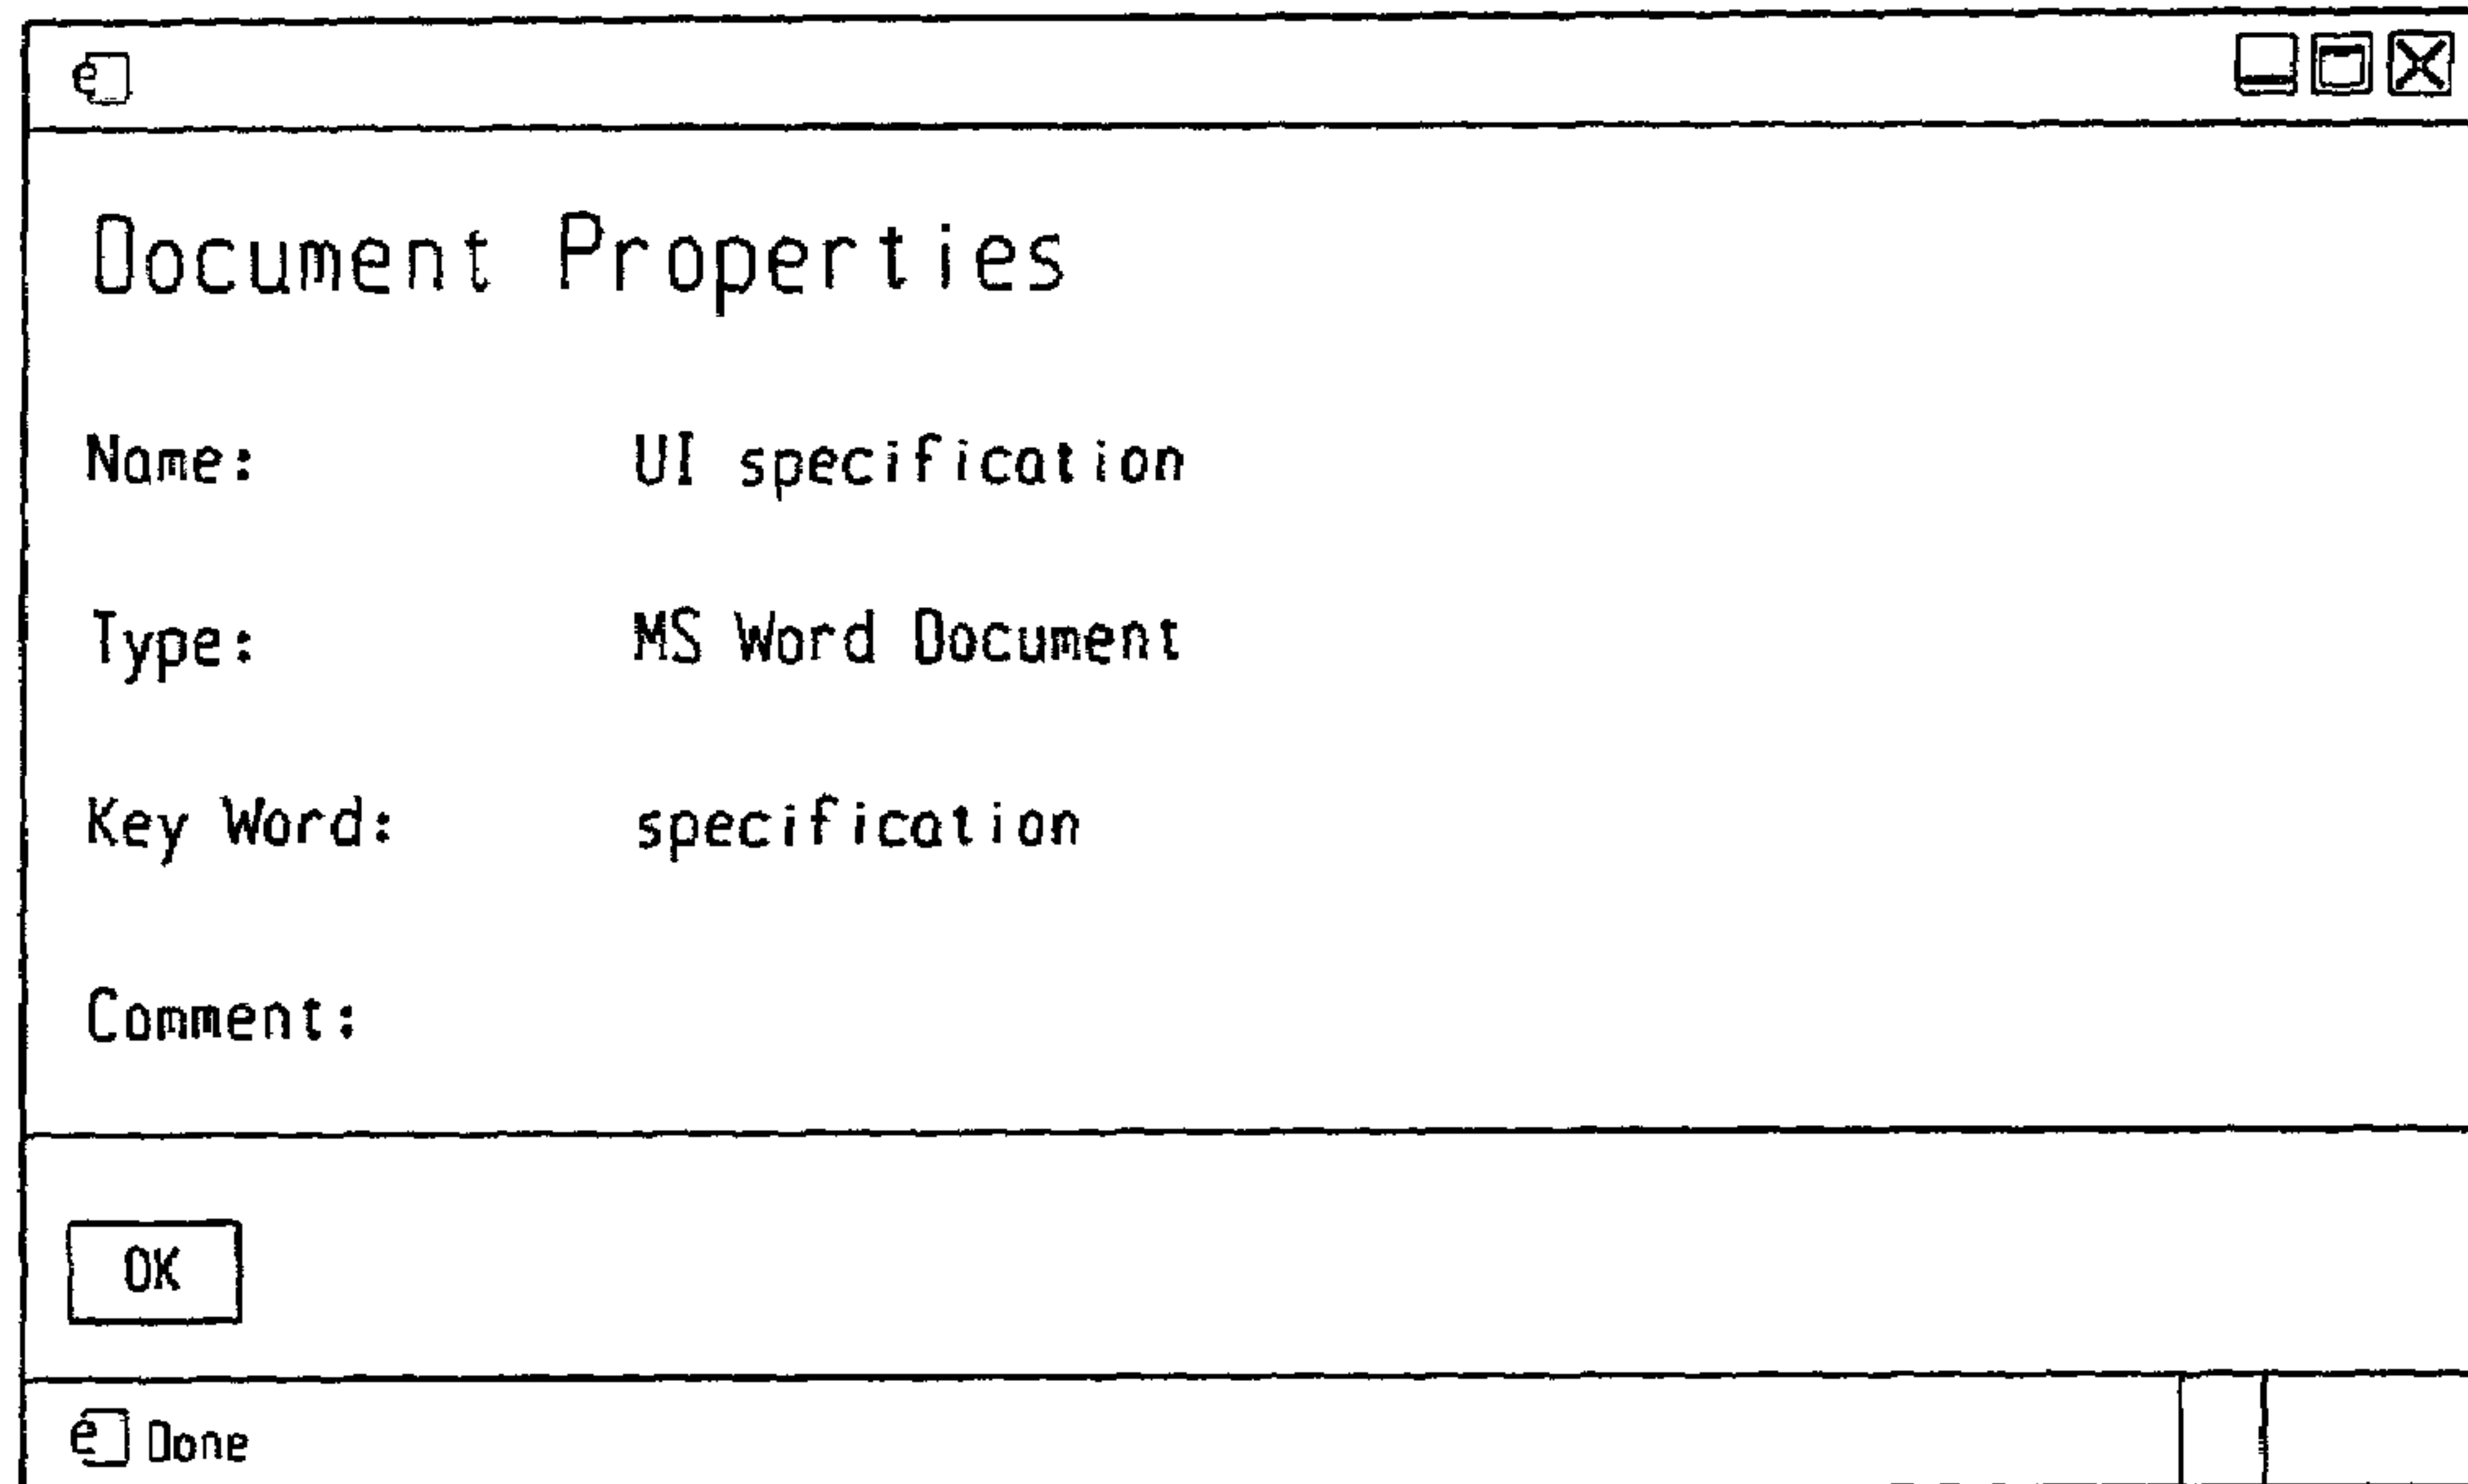 e
Document Properties
Name: UI specification
Type: MS Word Document
Key Word: specification
Comment:
OK
e Done